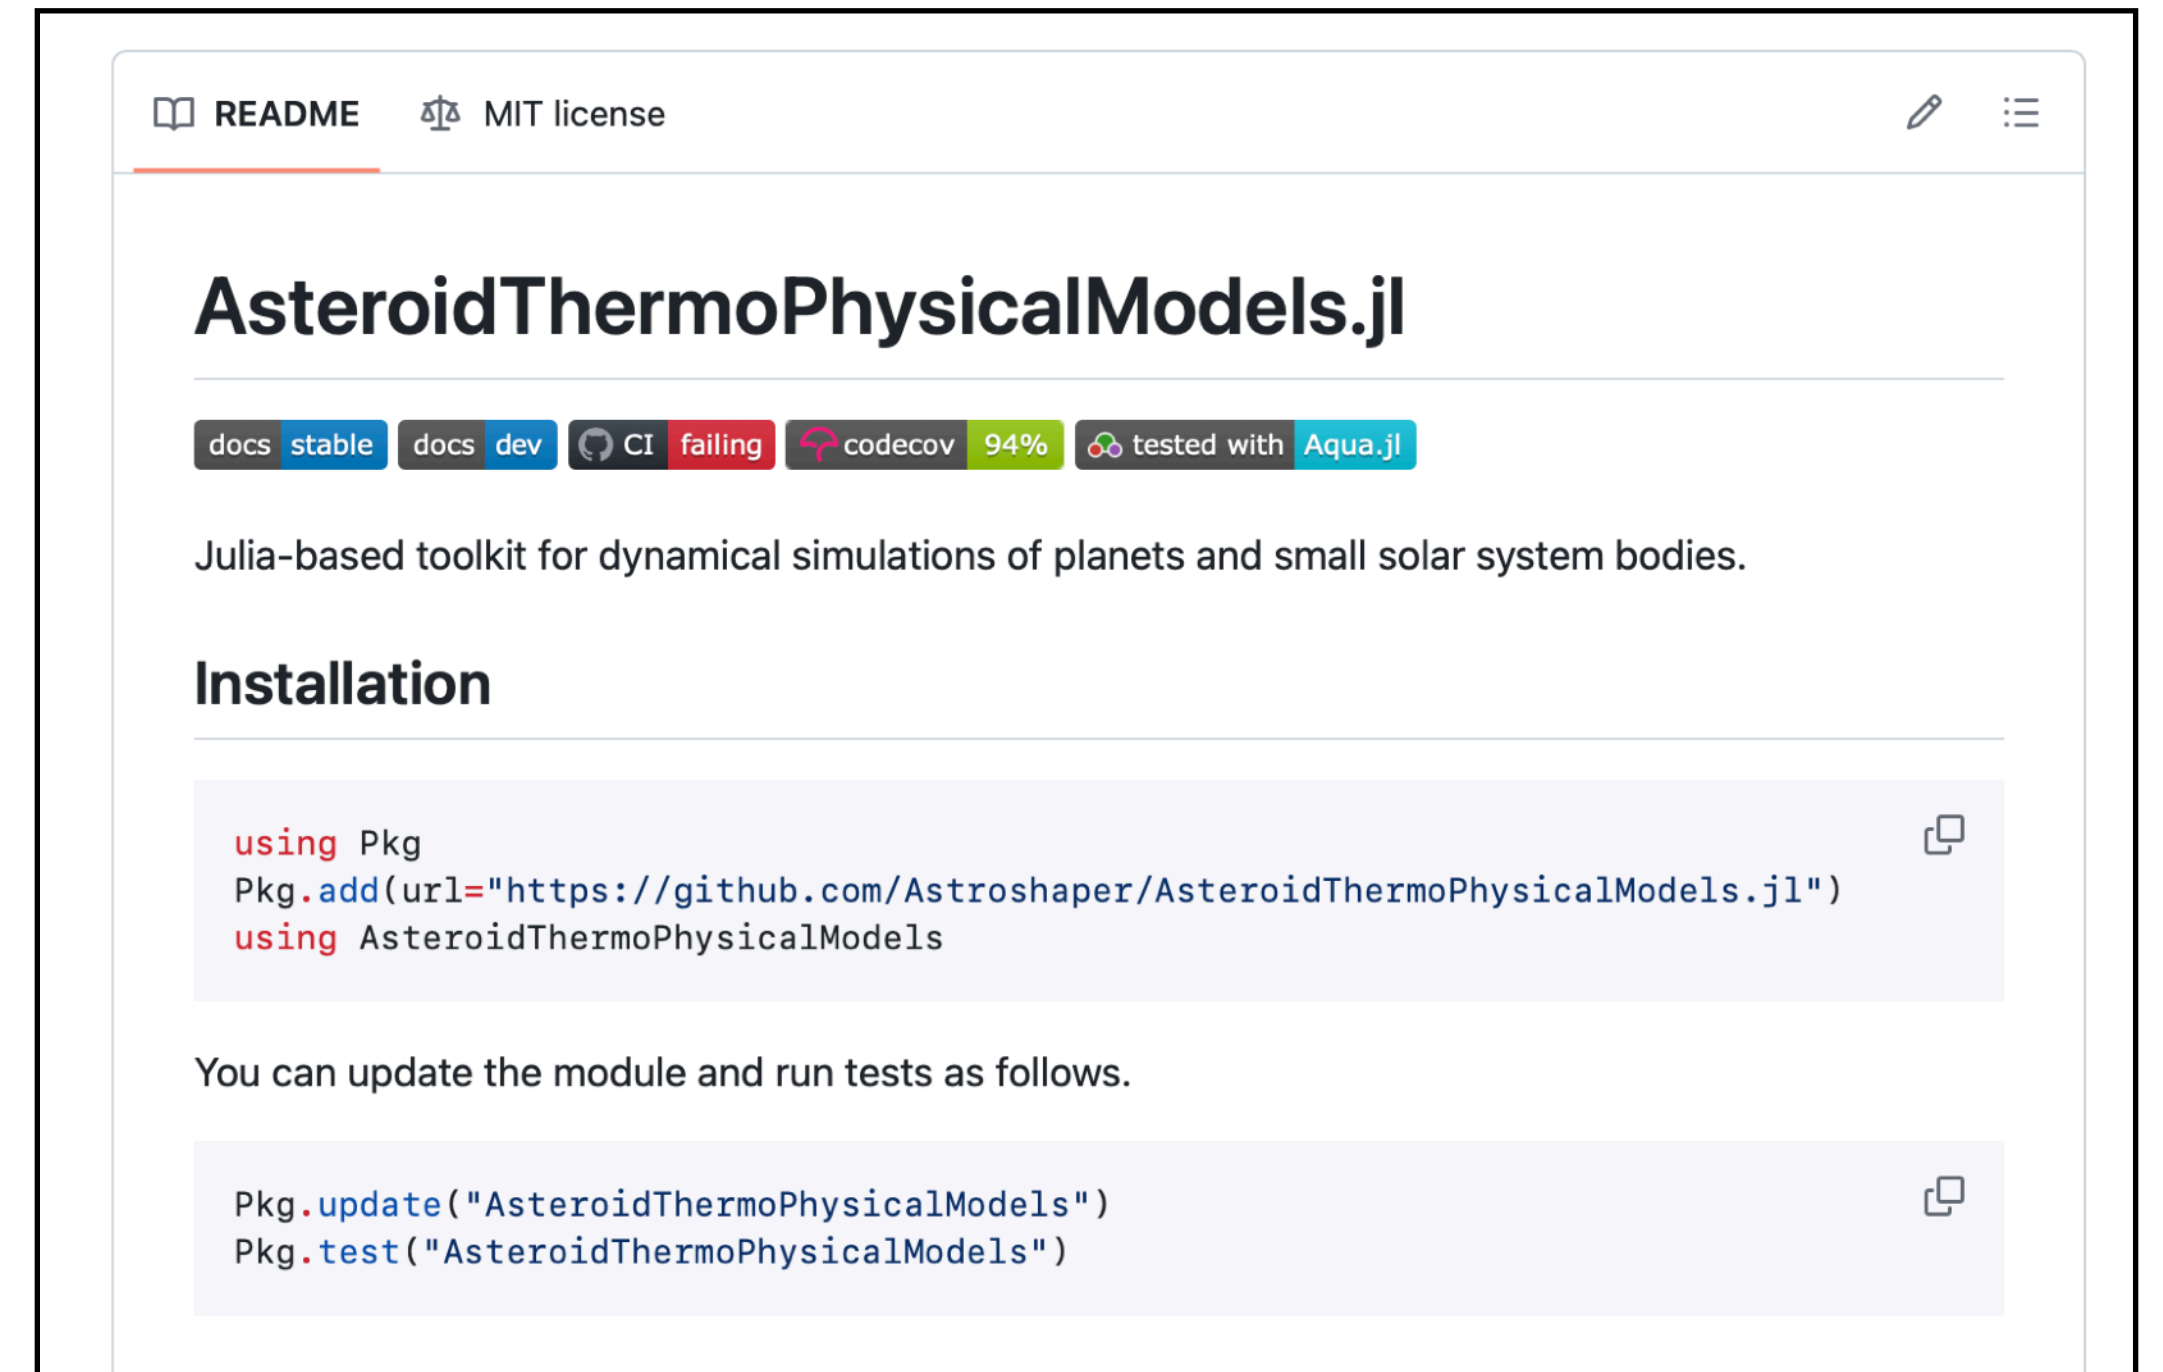 README MIT license
AsteroidThermoPhysicalModels.jl
docs stable docs dev CI failing codecov 94% tested with Aqua.jl
Julia-based toolkit for dynamical simulations of planets and small solar system bodies.
Installation
using Pkg
Pkg.add(url="https://github.com/Astroshaper/AsteroidThermoPhysicalModels.jl")
using AsteroidThermoPhysicalModels
You can update the module and run tests as follows.
Pkg.update("AsteroidThermoPhysicalModels")
Pkg.test("AsteroidThermoPhysicalModels")